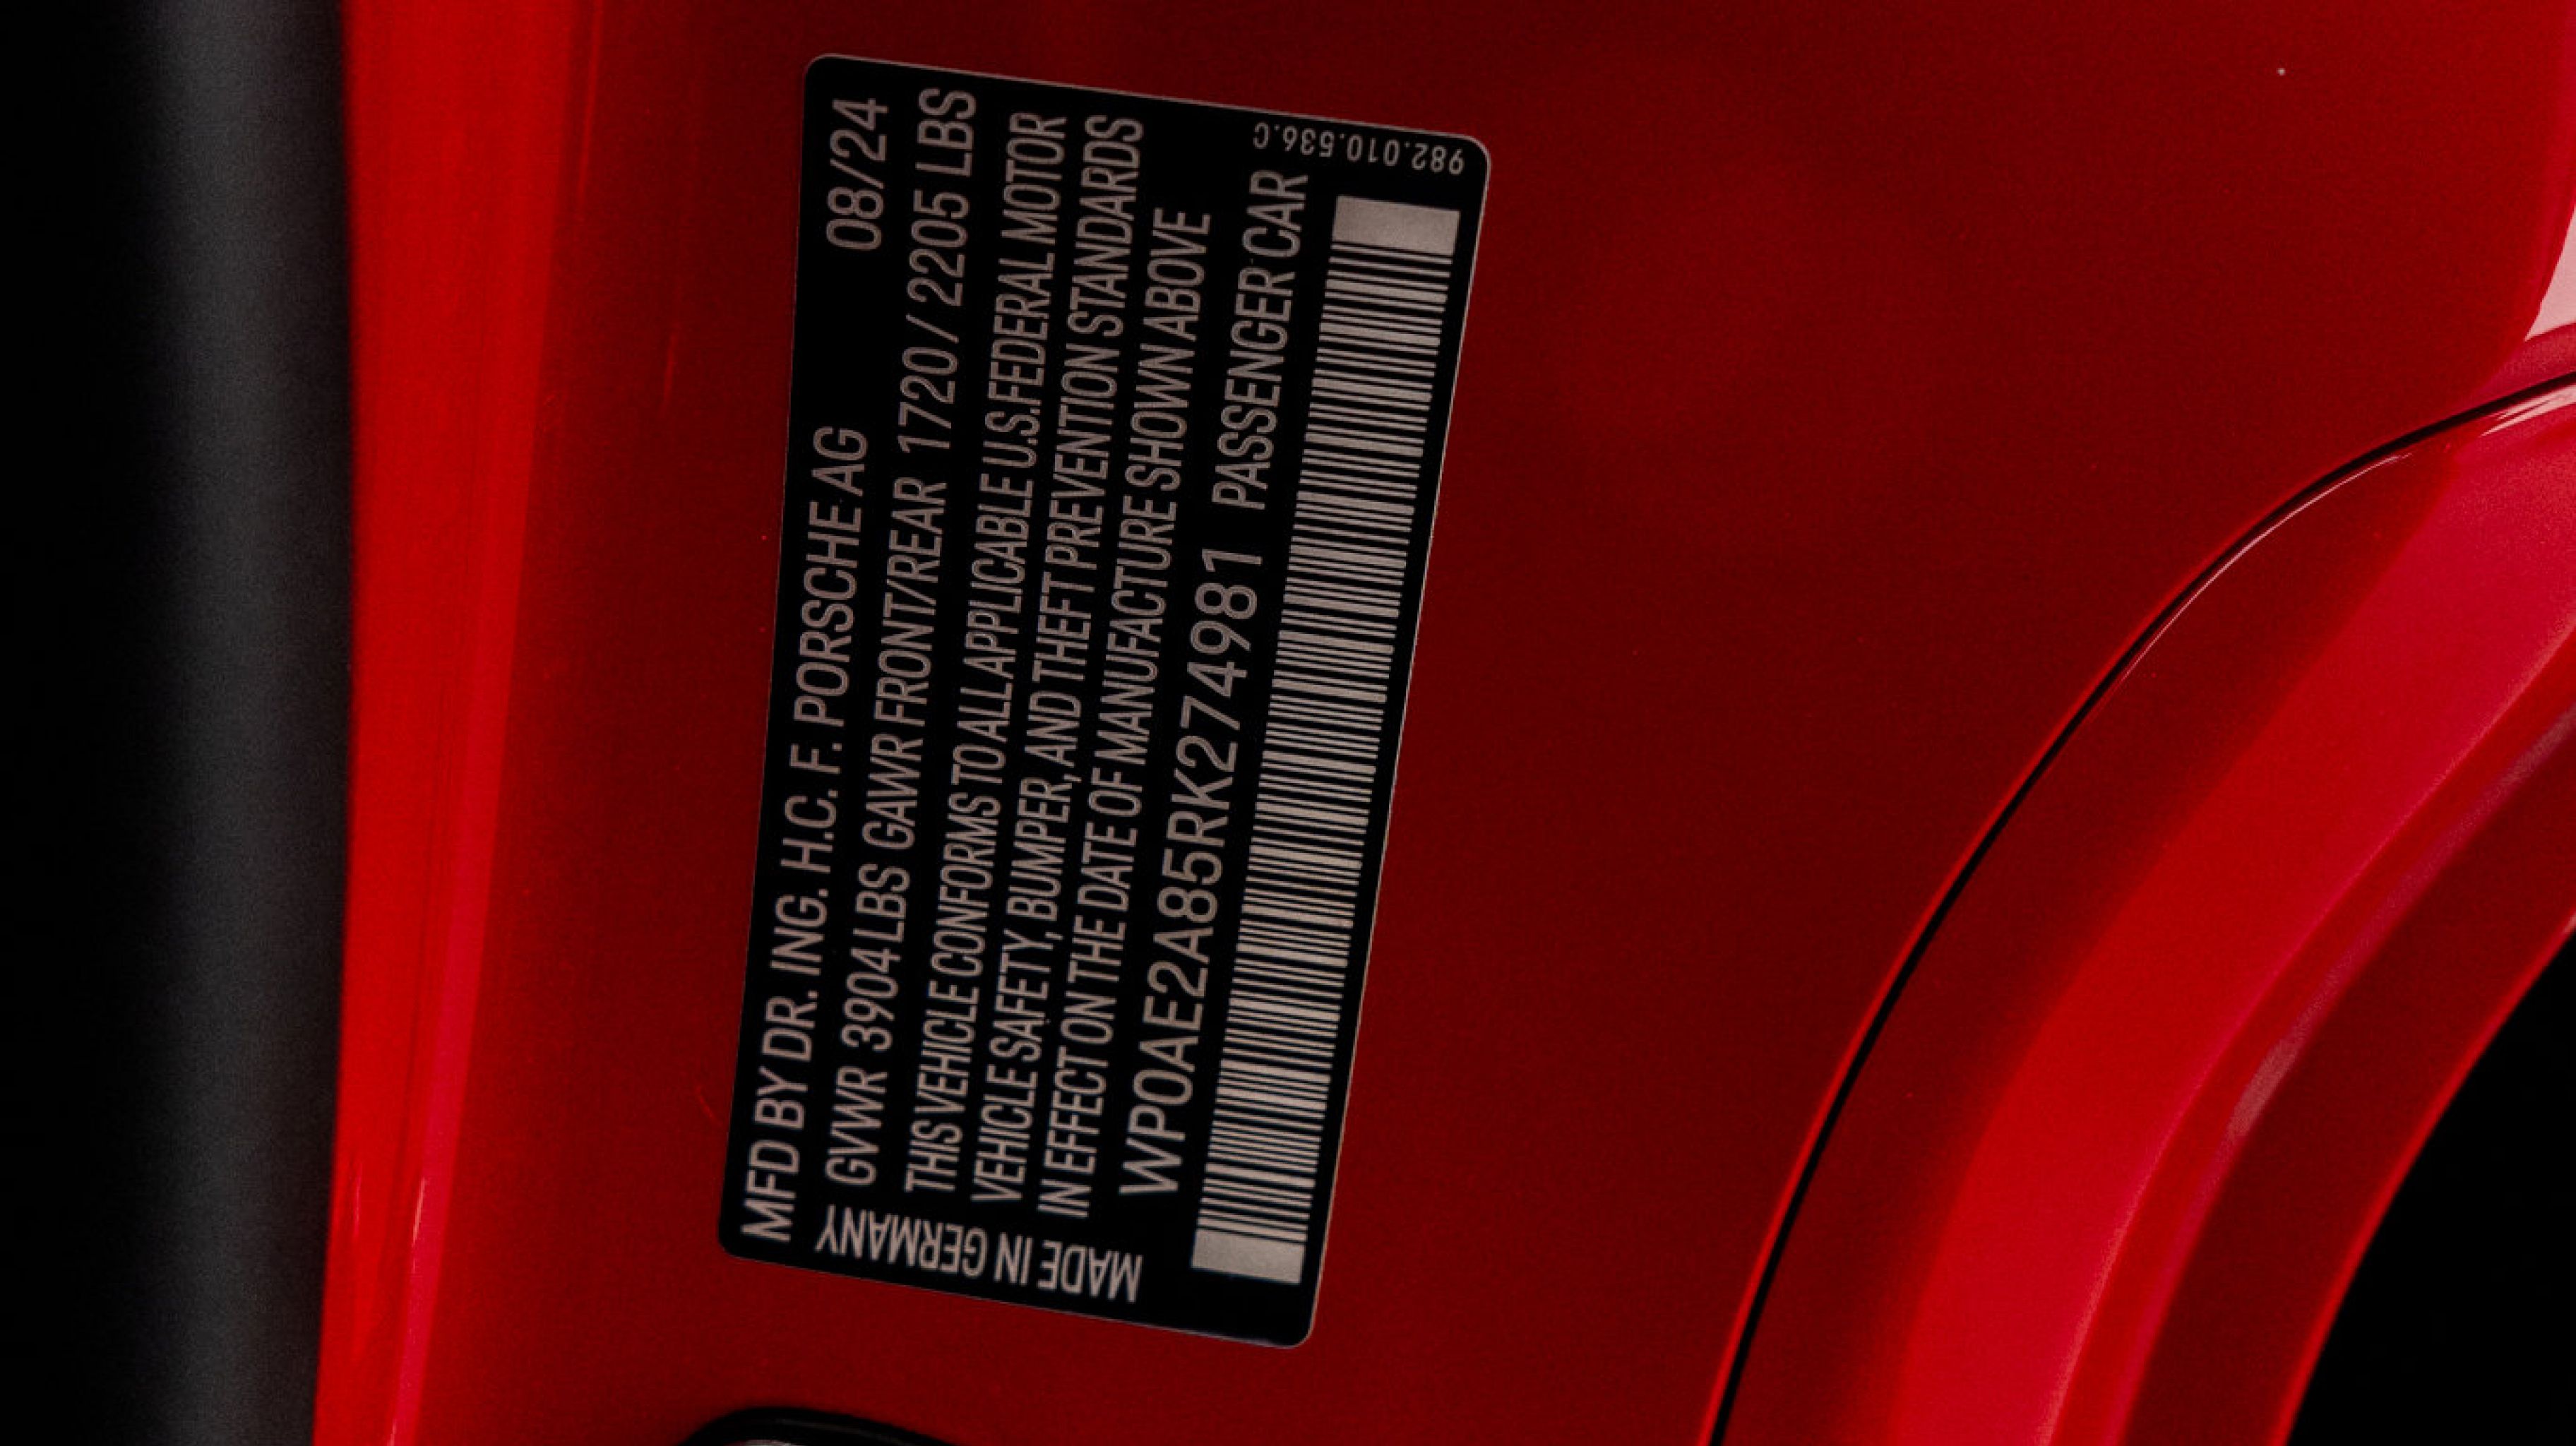 MFD BY DR. ING. H.C. F. PORSCHE AG 08/24
GVWR 3904 LBS GAWR FRONT/REAR 1720 / 2205 LBS
THIS VEHICLE CONFORMS TO ALL APPLICABLE U.S. FEDERAL MOTOR
VEHICLE SAFETY, BUMPER, AND THEFT PREVENTION STANDARDS
IN EFFECT ON THE DATE OF MANUFACTURE SHOWN ABOVE
WP0AE2A85RK274981 PASSENGER CAR
MADE IN GERMANY
982.010.536.C